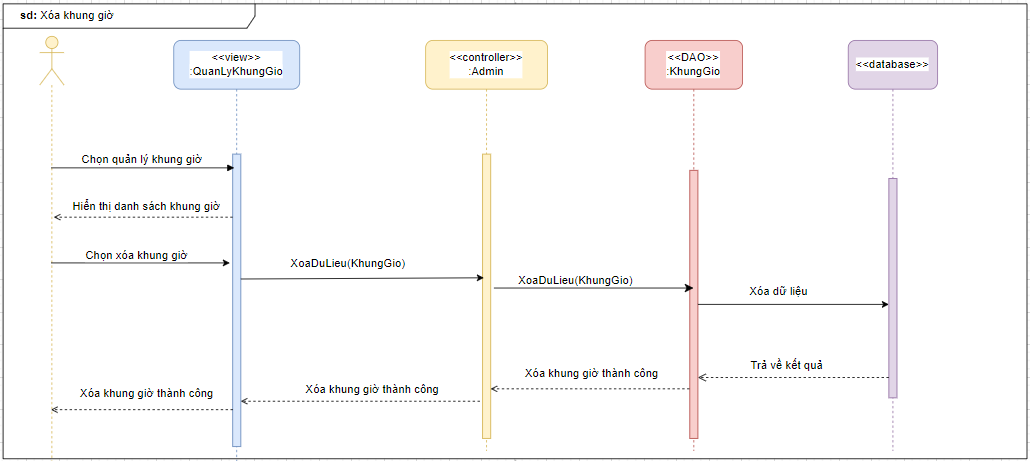 sd: Xóa khung giờ
<<view>>
:QuanLyKhungGio
<<controller>>
:Admin
<<DAO>>
:KhungGio
<<database>>
Chọn quản lý khung giờ
Hiển thị danh sách khung giờ
Chọn xóa khung giờ
XoaDuLieu(KhungGio)
XoaDuLieu(KhungGio)
Xóa dữ liệu
Trả về kết quả
Xóa khung giờ thành công
Xóa khung giờ thành công
Xóa khung giờ thành công